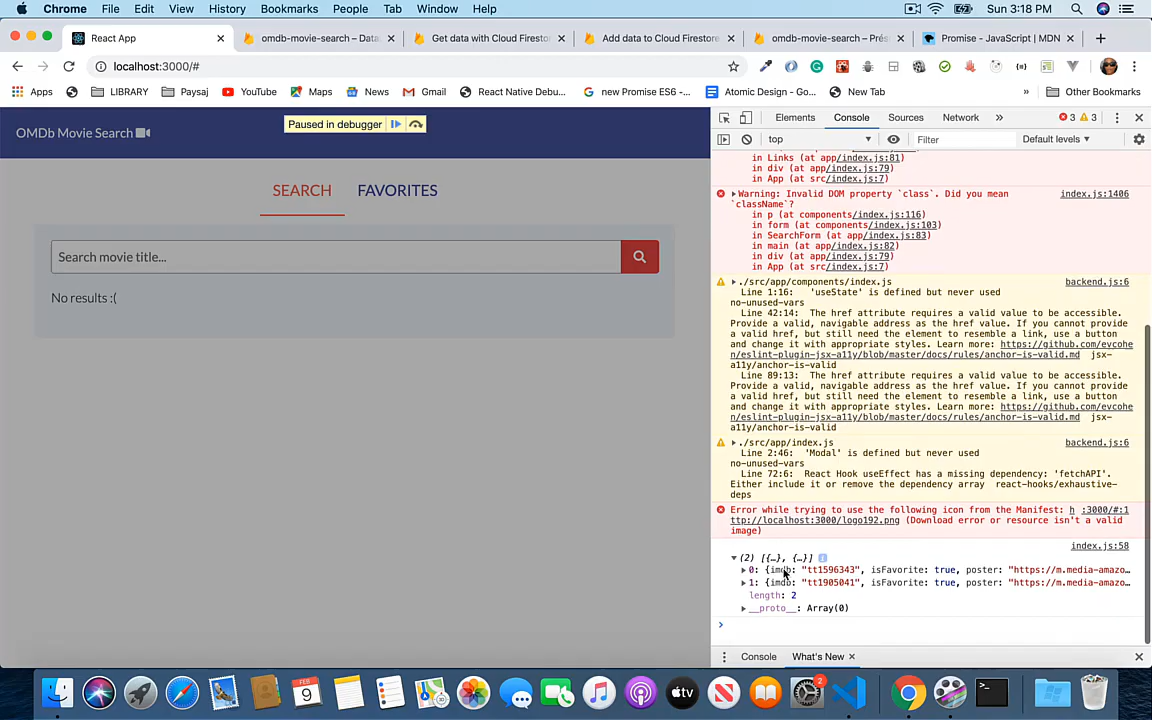 Chrome File Edit View History Bookmarks People Tab Window Help Sun 3:18 PM
React App omdb-movie-search – Data Get data with Cloud Firesto Add data to Cloud Firestore omdb-movie-search – Prés Promise - JavaScript | MDN
localhost:3000/#
Apps LIBRARY Paysaj YouTube Maps News Gmail React Native Debu... new Promise ES6 -... Atomic Design - Go... New Tab » Other Bookmarks
Paused in debugger
OMDb Movie Search
SEARCH FAVORITES
Search movie title...
No results :(
Elements Console Sources Network » 3 3
top Filter Default levels
in Links (at app/index.js:81)
in div (at app/index.js:79)
in App (at src/index.js:7)
Warning: Invalid DOM property `class`. Did you mean index.js:1406
`className`?
in p (at components/index.js:116)
in form (at components/index.js:103)
in SearchForm (at app/index.js:83)
in main (at app/index.js:82)
in div (at app/index.js:79)
in App (at src/index.js:7)
./src/app/components/index.js backend.js:6
Line 1:16: 'useState' is defined but never used
no-unused-vars
Line 42:14: The href attribute requires a valid value to be accessible.
Provide a valid, navigable address as the href value. If you cannot provide
a valid href, but still need the element to resemble a link, use a button
and change it with appropriate styles. Learn more: https://github.com/evcohe
n/eslint-plugin-jsx-a11y/blob/master/docs/rules/anchor-is-valid.md jsx-
a11y/anchor-is-valid
Line 89:13: The href attribute requires a valid value to be accessible.
Provide a valid, navigable address as the href value. If you cannot provide
a valid href, but still need the element to resemble a link, use a button
and change it with appropriate styles. Learn more: https://github.com/evcohe
n/eslint-plugin-jsx-a11y/blob/master/docs/rules/anchor-is-valid.md jsx-
a11y/anchor-is-valid
./src/app/index.js backend.js:6
Line 2:46: 'Modal' is defined but never used
no-unused-vars
Line 72:6: React Hook useEffect has a missing dependency: 'fetchAPI'.
Either include it or remove the dependency array react-hooks/exhaustive-
deps
Error while trying to use the following icon from the Manifest: h :3000/#:1
ttp://localhost:3000/logo192.png (Download error or resource isn't a valid
image)
index.js:58
(2) [{…}, {…}]
0: {imdb: "tt1596343", isFavorite: true, poster: "https://m.media-amazo…
1: {imdb: "tt1905041", isFavorite: true, poster: "https://m.media-amazo…
length: 2
__proto__: Array(0)
Console What's New
FEB
9
tv
2